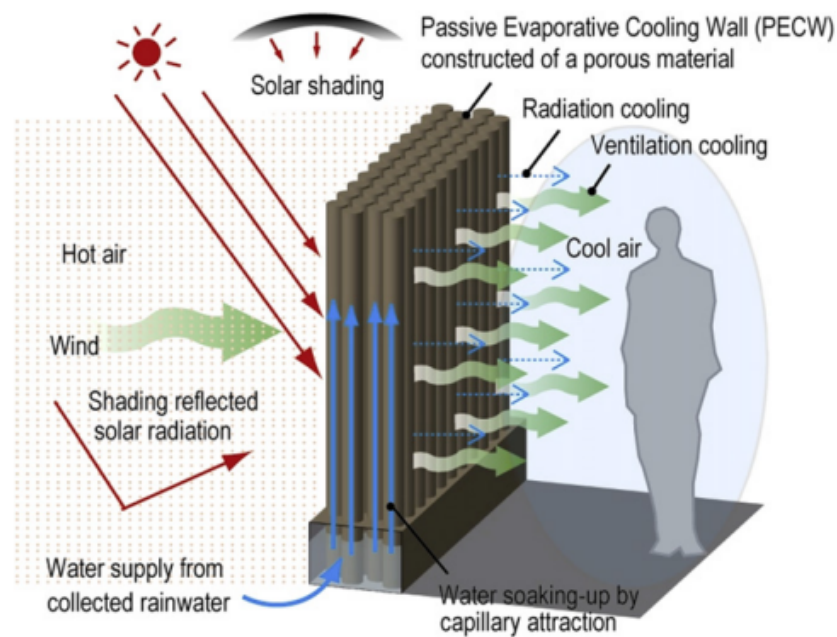 Passive Evaporative Cooling Wall (PECW)
constructed of a porous material
Solar shading
Radiation cooling
Ventilation cooling
Hot air
Cool air
Wind
Shading reflected
solar radiation
Water supply from
collected rainwater
Water soaking-up by
capillary attraction